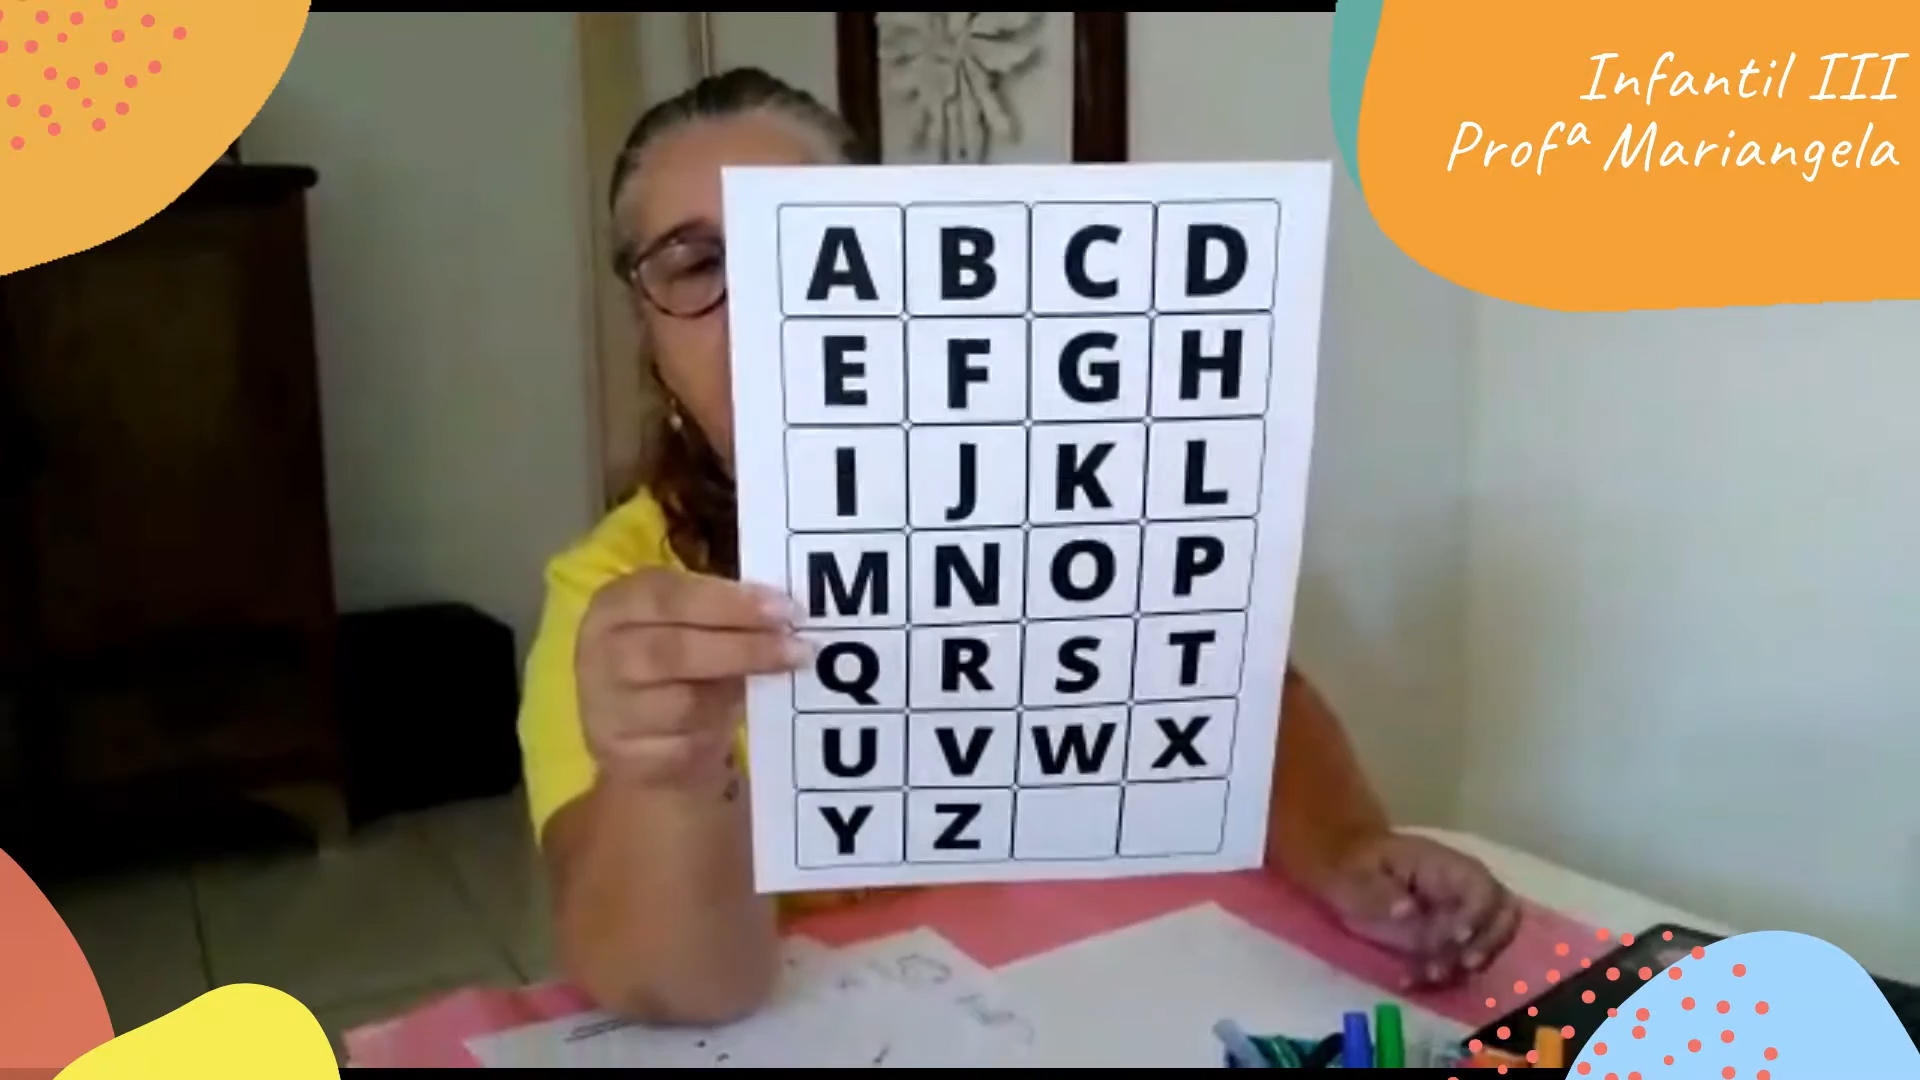 Infantil III
Profª Mariangela
A B C D
E F G H
I J K L
M N O P
Q R S T
U V W X
Y Z